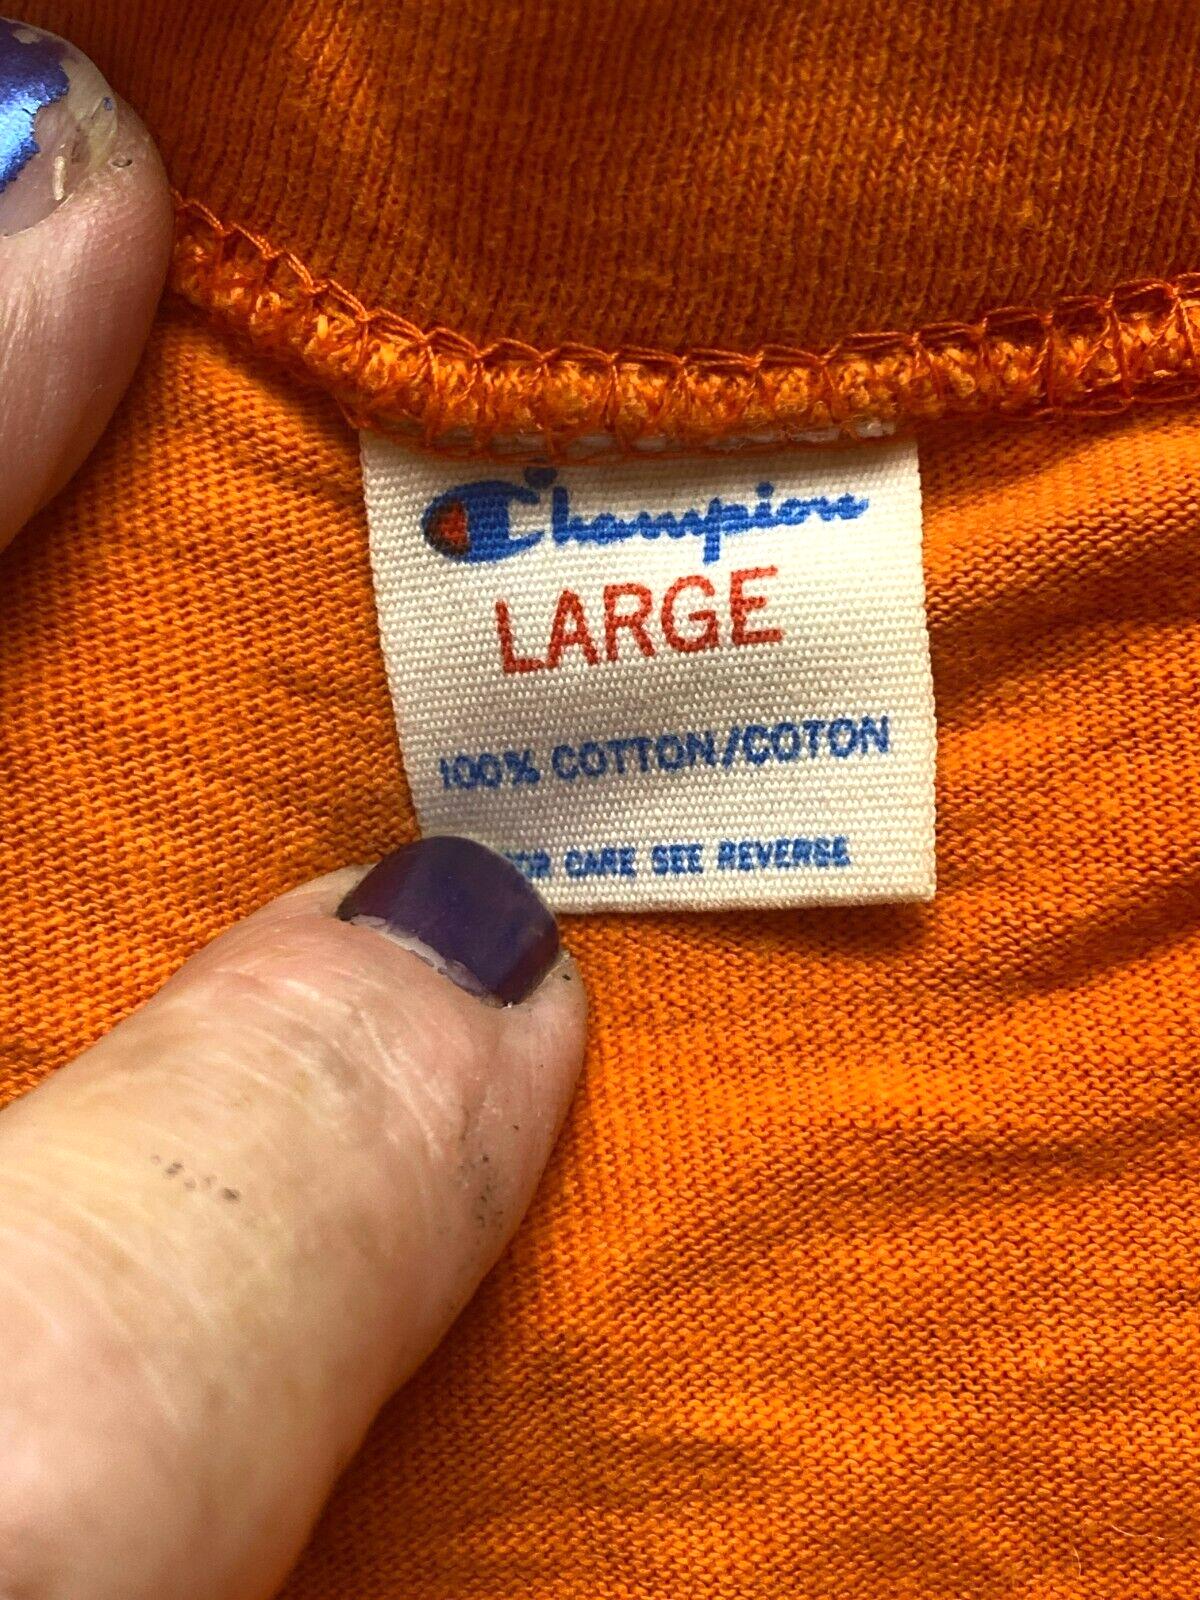 Champion
LARGE
100% COTTON/COTON
CARE SEE REVERSE